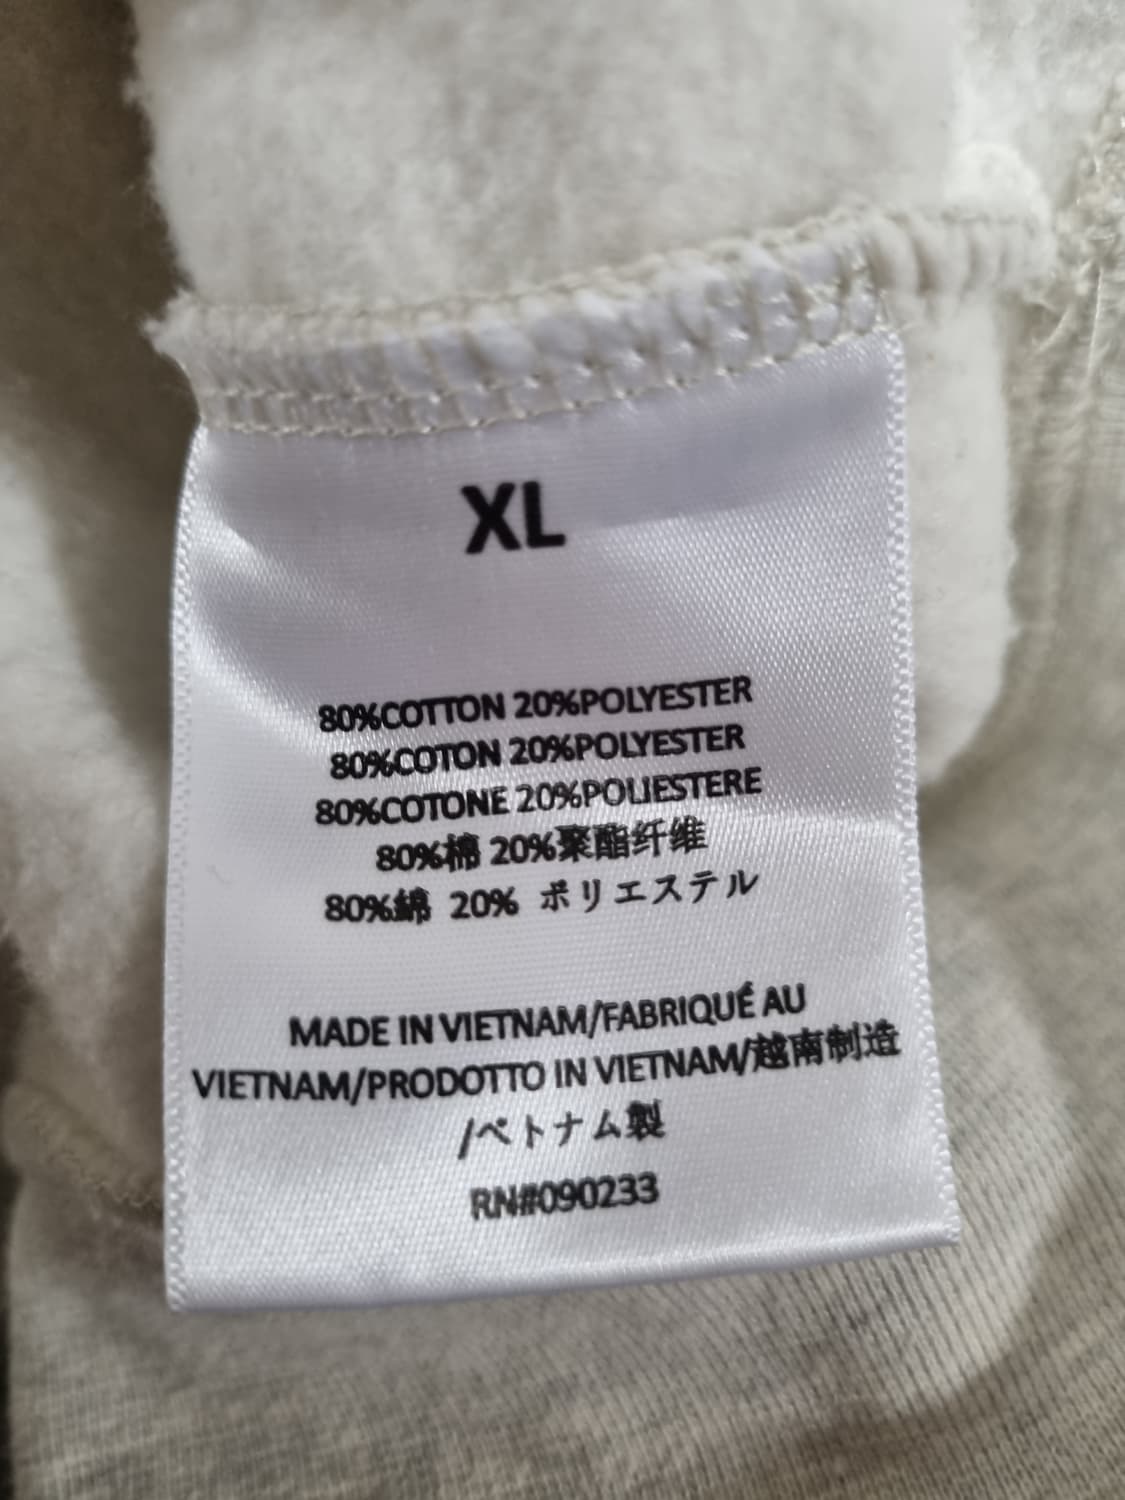 XL
80%COTTON 20%POLYESTER
80%COTON 20%POLYESTER
80%COTONE 20%POLIESTERE
80%棉 20%聚酯纤维
80%綿 20% ポリエステル
MADE IN VIETNAM/FABRIQUÉ AU
VIETNAM/PRODOTTO IN VIETNAM/越南制造
/ベトナム製
RN#090233